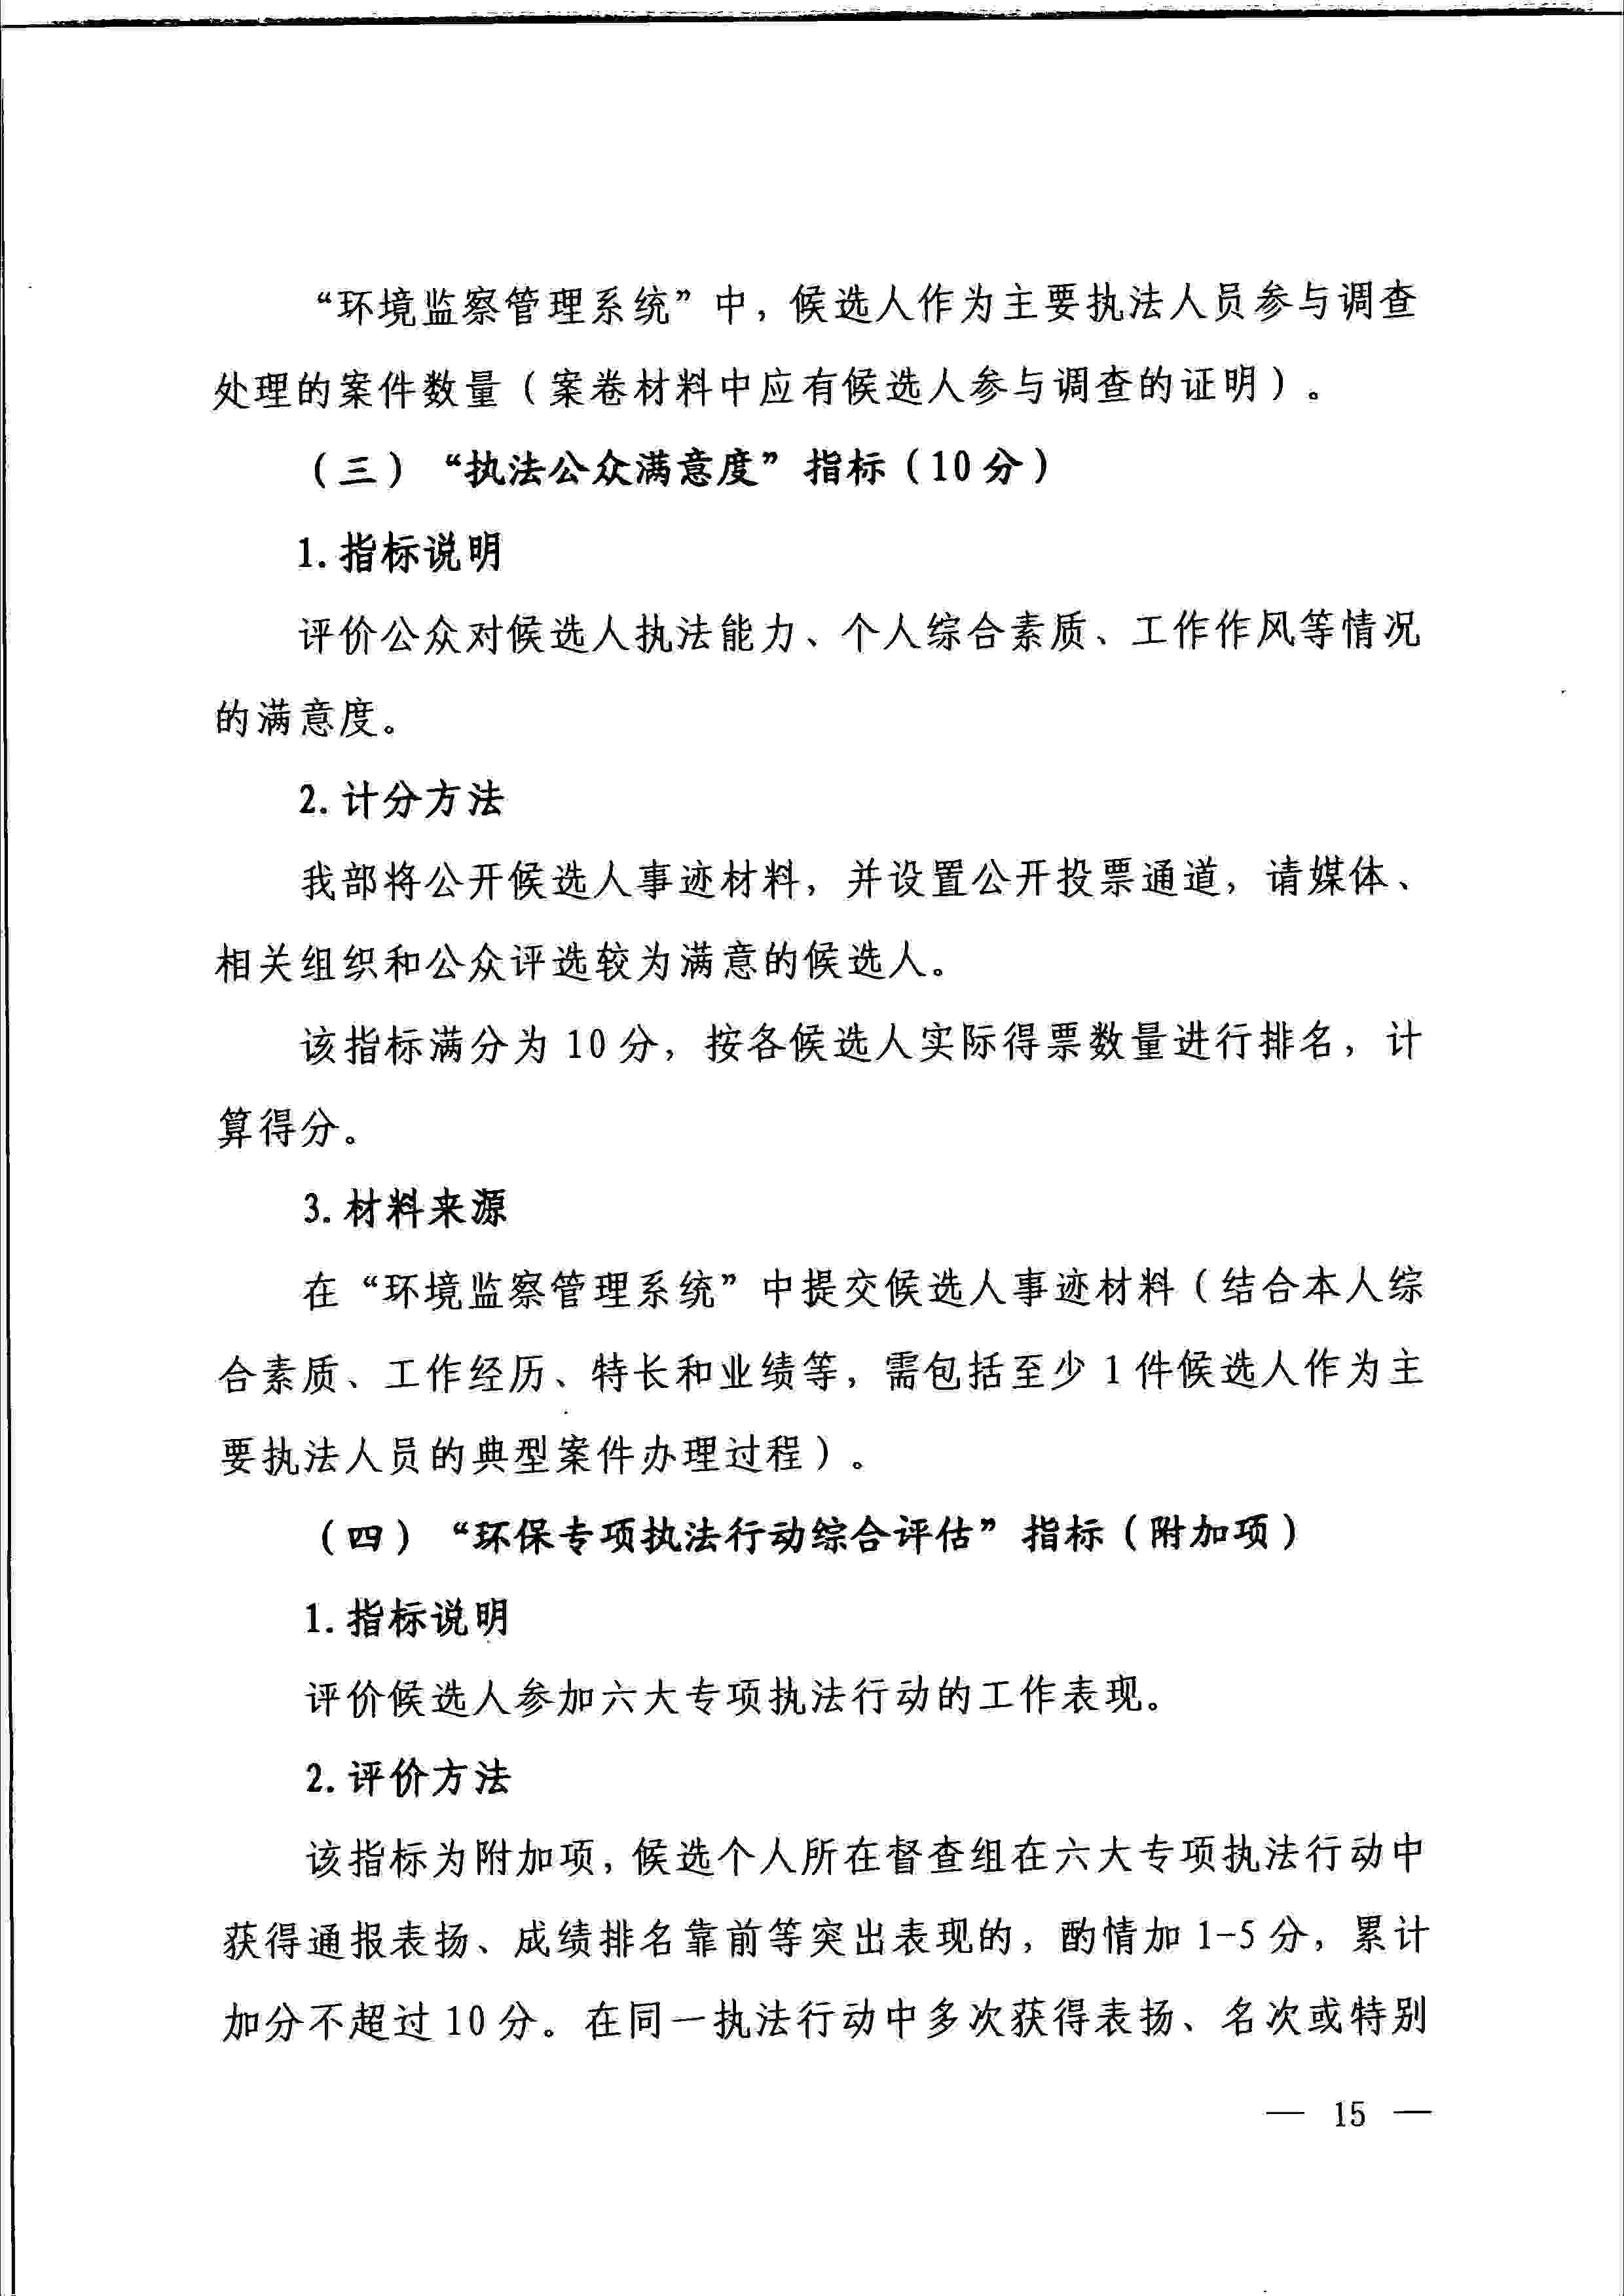 “环境监察管理系统”中，候选人作为主要执法人员参与调查
处理的案件数量（案卷材料中应有候选人参与调查的证明）。
（三）“执法公众满意度”指标（10分）
1.指标说明
评价公众对候选人执法能力、个人综合素质、工作作风等情况
的满意度。
2.计分方法
我部将公开候选人事迹材料，并设置公开投票通道，请媒体、
相关组织和公众评选较为满意的候选人。
该指标满分为10分，按各候选人实际得票数量进行排名，计
算得分。
3.材料来源
在“环境监察管理系统”中提交候选人事迹材料（结合本人综
合素质、工作经历、特长和业绩等，需包括至少1件候选人作为主
要执法人员的典型案件办理过程）。
（四）“环保专项执法行动综合评估”指标（附加项）
1.指标说明
评价候选人参加六大专项执法行动的工作表现。
2.评价方法
该指标为附加项，候选个人所在督查组在六大专项执法行动中
获得通报表扬、成绩排名靠前等突出表现的，酌情加1-5分，累计
加分不超过10分。在同一执法行动中多次获得表扬、名次或特别
— 15 —